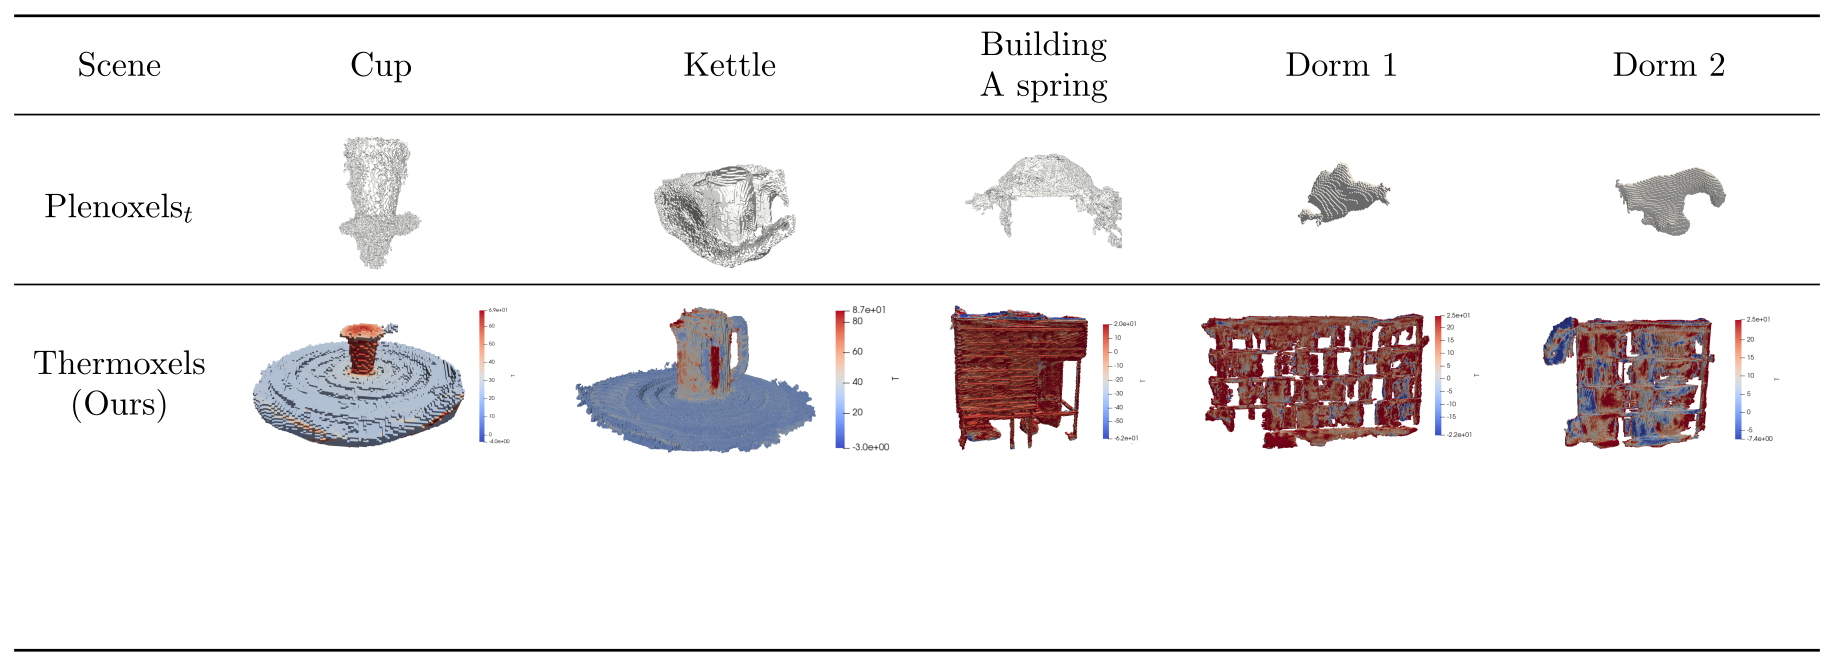 Scene
Cup
Kettle
Building
A spring
Dorm 1
Dorm 2
Plenoxelsₜ
Thermoxels
(Ours)
6.9e+01
60
50
40
30
20
10
0
-4.0e+00
T
8.7e+01
80
60
40
20
-3.0e+00
T
2.0e+01
10
0
-10
-20
-30
-40
-50
-6.2e+01
T
2.5e+01
20
15
10
5
0
-5
-10
-15
-2.2e+01
T
2.5e+01
20
15
10
5
0
-5
-7.4e+00
T